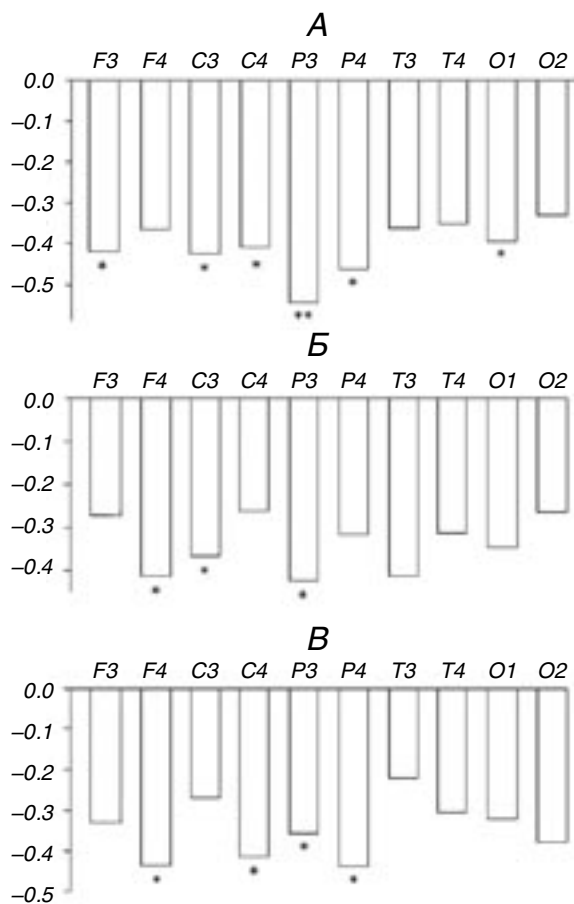 А
F3 F4 C3 C4 P3 P4 T3 T4 O1 O2
0.0
–0.1
–0.2
–0.3
–0.4
–0.5
* * * ** * *
Б
F3 F4 C3 C4 P3 P4 T3 T4 O1 O2
0.0
–0.1
–0.2
–0.3
–0.4
* * *
В
F3 F4 C3 C4 P3 P4 T3 T4 O1 O2
0.0
–0.1
–0.2
–0.3
–0.4
–0.5
* * * *